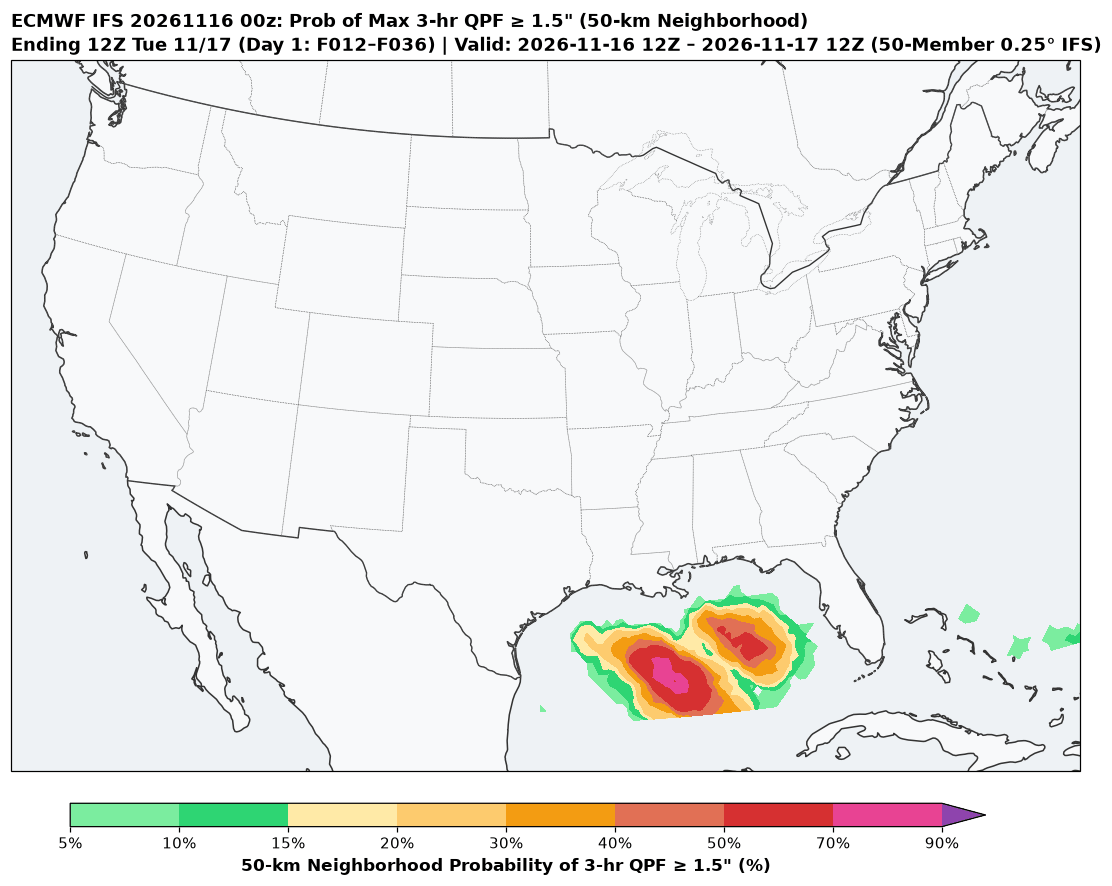 ECMWF IFS 20261116 00z: Prob of Max 3-hr QPF ≥ 1.5" (50-km Neighborhood)
Ending 12Z Tue 11/17 (Day 1: F012–F036) | Valid: 2026-11-16 12Z – 2026-11-17 12Z (50-Member 0.25° IFS)
5% 10% 15% 20% 30% 40% 50% 70% 90%
50-km Neighborhood Probability of 3-hr QPF ≥ 1.5" (%)